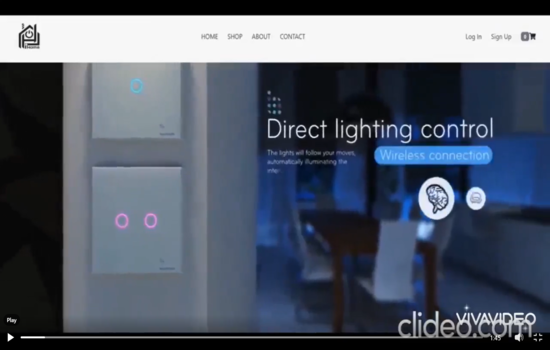 HOME SHOP ABOUT CONTACT Log In Sign Up 0
Direct lighting control
The lights will follow your moves,
automatically illuminating the
Wireless connection
Play
VIVAVIDEO
clideo.com
1:45